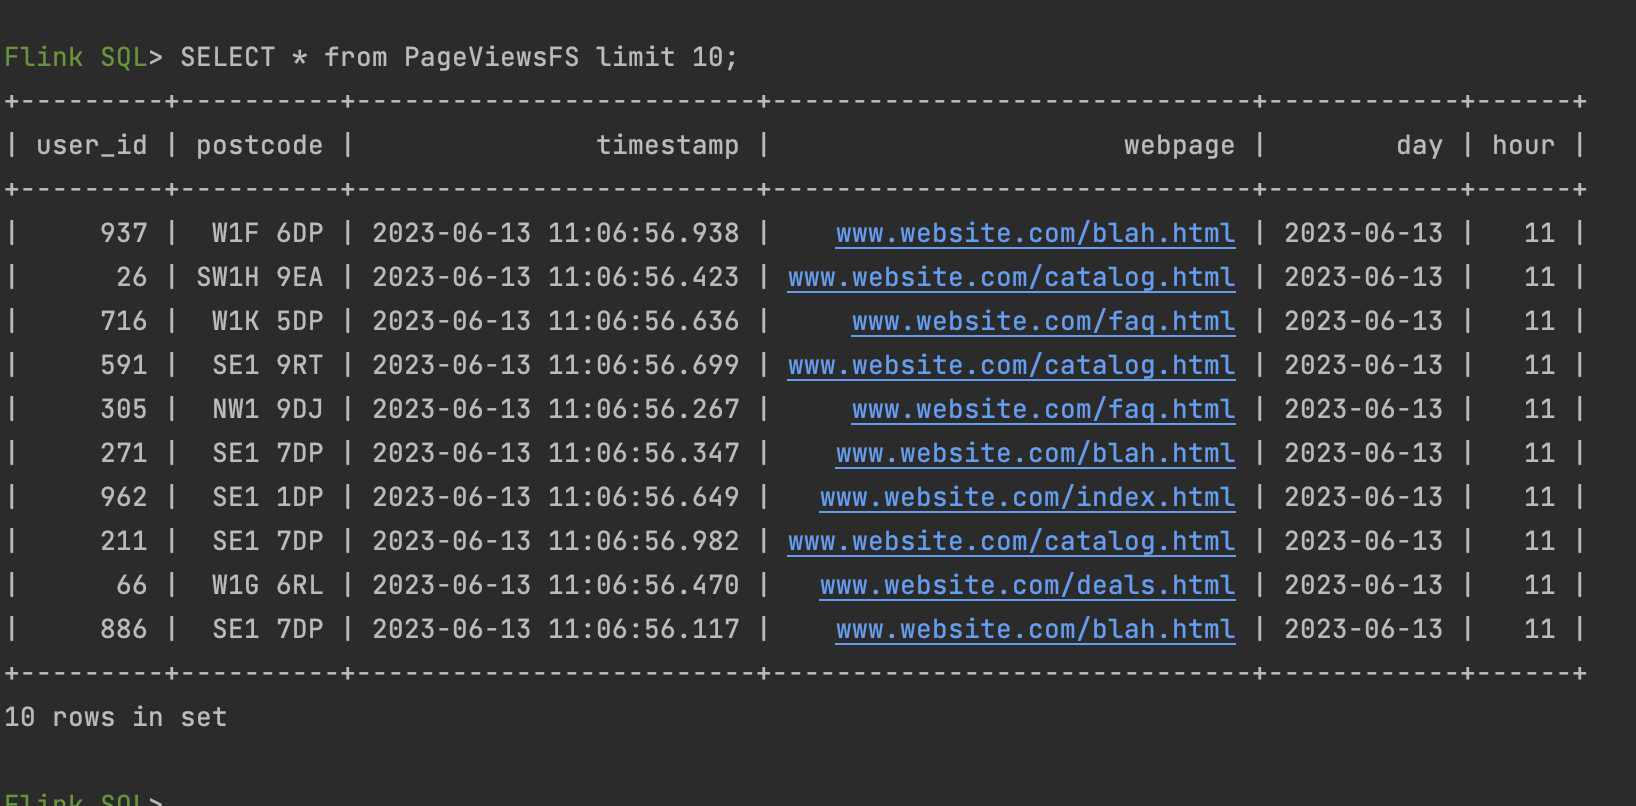 Flink SQL> SELECT * from PageViewsFS limit 10;
+---------+----------+-------------------------+------------------------------+------------+------+
| user_id | postcode |               timestamp |                      webpage |        day | hour |
+---------+----------+-------------------------+------------------------------+------------+------+
|     937 |  W1F 6DP | 2023-06-13 11:06:56.938 |    www.website.com/blah.html | 2023-06-13 |   11 |
|      26 | SW1H 9EA | 2023-06-13 11:06:56.423 | www.website.com/catalog.html | 2023-06-13 |   11 |
|     716 |  W1K 5DP | 2023-06-13 11:06:56.636 |     www.website.com/faq.html | 2023-06-13 |   11 |
|     591 |  SE1 9RT | 2023-06-13 11:06:56.699 | www.website.com/catalog.html | 2023-06-13 |   11 |
|     305 |  NW1 9DJ | 2023-06-13 11:06:56.267 |     www.website.com/faq.html | 2023-06-13 |   11 |
|     271 |  SE1 7DP | 2023-06-13 11:06:56.347 |    www.website.com/blah.html | 2023-06-13 |   11 |
|     962 |  SE1 1DP | 2023-06-13 11:06:56.649 |   www.website.com/index.html | 2023-06-13 |   11 |
|     211 |  SE1 7DP | 2023-06-13 11:06:56.982 | www.website.com/catalog.html | 2023-06-13 |   11 |
|      66 |  W1G 6RL | 2023-06-13 11:06:56.470 |   www.website.com/deals.html | 2023-06-13 |   11 |
|     886 |  SE1 7DP | 2023-06-13 11:06:56.117 |    www.website.com/blah.html | 2023-06-13 |   11 |
+---------+----------+-------------------------+------------------------------+------------+------+
10 rows in set
Flink SQL>